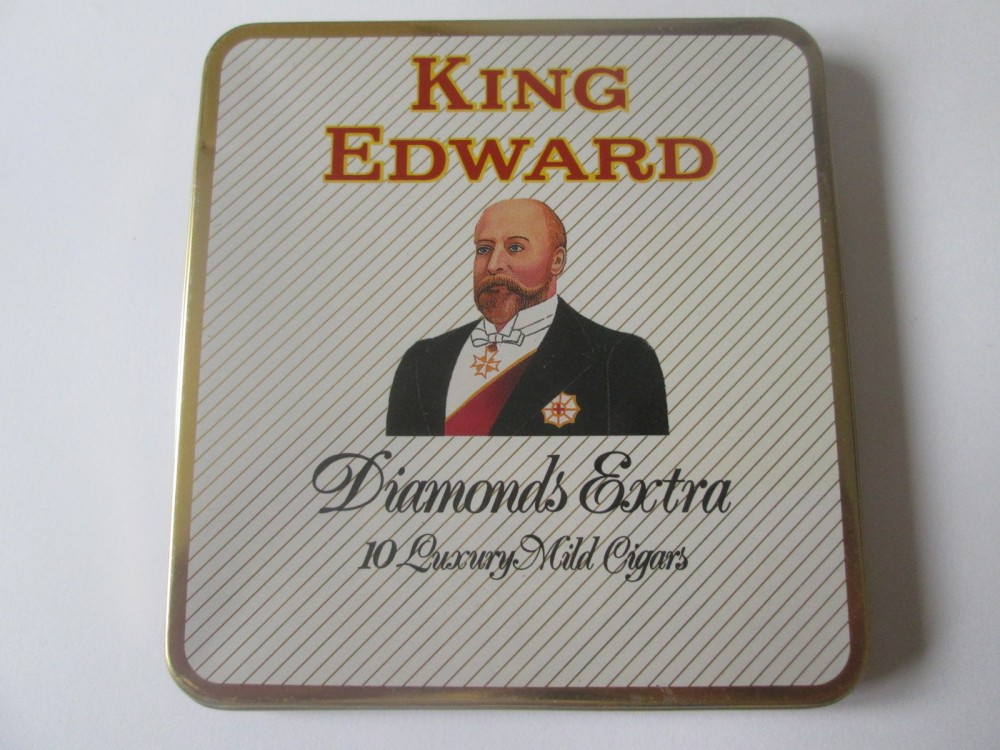 KING
EDWARD
Diamonds Extra
10 Luxury Mild Cigars